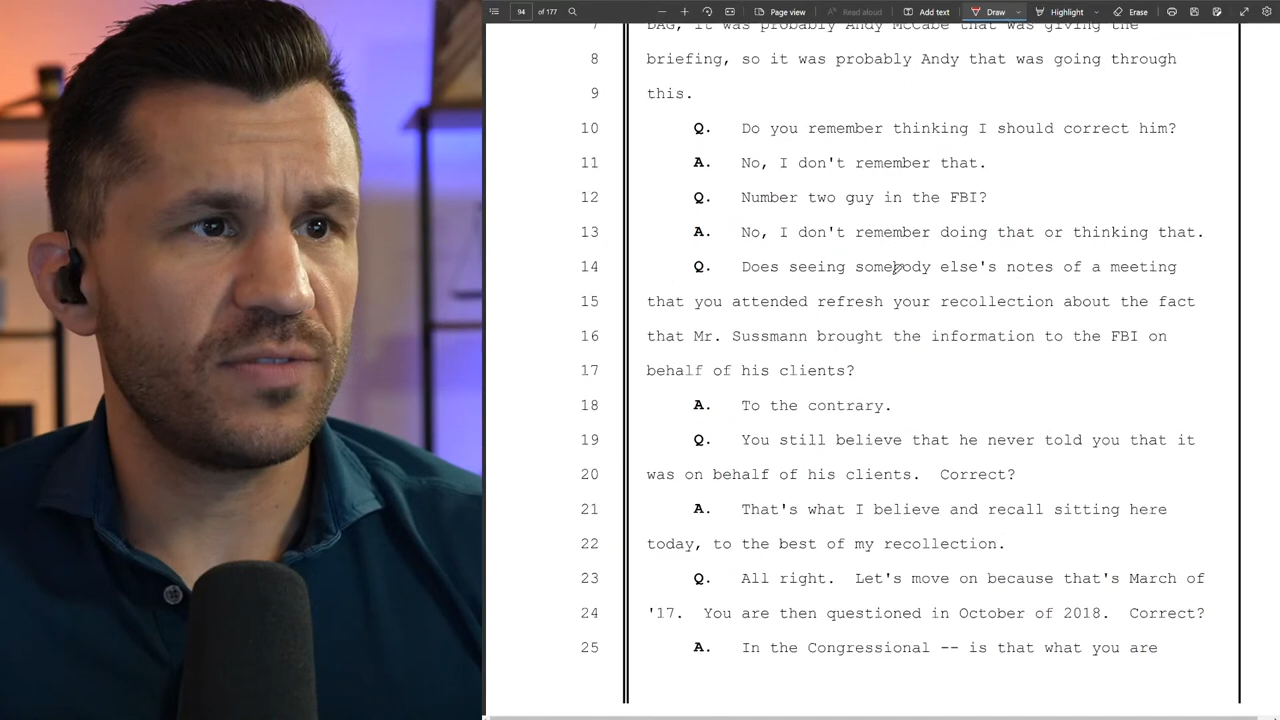 94 of 177 Page view Read aloud Add text Draw Highlight Erase
7 DAG, it was probably Andy McCabe that was giving the
8 briefing, so it was probably Andy that was going through
9 this.
10 Q. Do you remember thinking I should correct him?
11 A. No, I don't remember that.
12 Q. Number two guy in the FBI?
13 A. No, I don't remember doing that or thinking that.
14 Q. Does seeing somebody else's notes of a meeting
15 that you attended refresh your recollection about the fact
16 that Mr. Sussmann brought the information to the FBI on
17 behalf of his clients?
18 A. To the contrary.
19 Q. You still believe that he never told you that it
20 was on behalf of his clients. Correct?
21 A. That's what I believe and recall sitting here
22 today, to the best of my recollection.
23 Q. All right. Let's move on because that's March of
24 '17. You are then questioned in October of 2018. Correct?
25 A. In the Congressional -- is that what you are